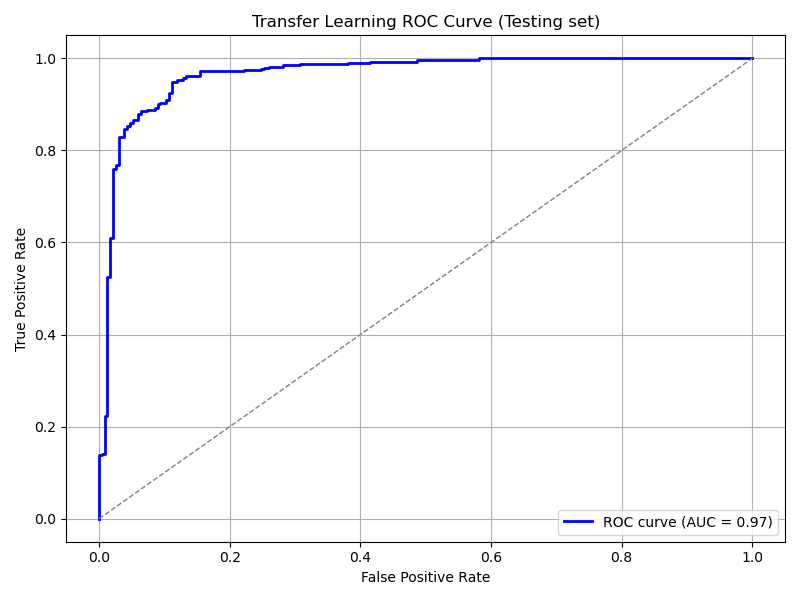 Transfer Learning ROC Curve (Testing set)
1.0
0.8
0.6
0.4
0.2
0.0
True Positive Rate
ROC curve (AUC = 0.97)
0.0 0.2 0.4 0.6 0.8 1.0
False Positive Rate